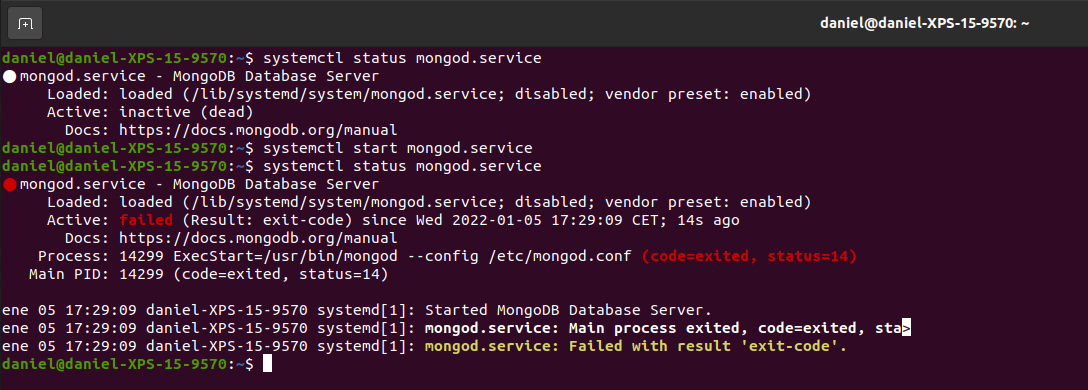 daniel@daniel-XPS-15-9570: ~
daniel@daniel-XPS-15-9570:~$ systemctl status mongod.service
● mongod.service - MongoDB Database Server
     Loaded: loaded (/lib/systemd/system/mongod.service; disabled; vendor preset: enabled)
     Active: inactive (dead)
       Docs: https://docs.mongodb.org/manual
daniel@daniel-XPS-15-9570:~$ systemctl start mongod.service
daniel@daniel-XPS-15-9570:~$ systemctl status mongod.service
● mongod.service - MongoDB Database Server
     Loaded: loaded (/lib/systemd/system/mongod.service; disabled; vendor preset: enabled)
     Active: failed (Result: exit-code) since Wed 2022-01-05 17:29:09 CET; 14s ago
       Docs: https://docs.mongodb.org/manual
    Process: 14299 ExecStart=/usr/bin/mongod --config /etc/mongod.conf (code=exited, status=14)
   Main PID: 14299 (code=exited, status=14)
ene 05 17:29:09 daniel-XPS-15-9570 systemd[1]: Started MongoDB Database Server.
ene 05 17:29:09 daniel-XPS-15-9570 systemd[1]: mongod.service: Main process exited, code=exited, sta>
ene 05 17:29:09 daniel-XPS-15-9570 systemd[1]: mongod.service: Failed with result 'exit-code'.
daniel@daniel-XPS-15-9570:~$